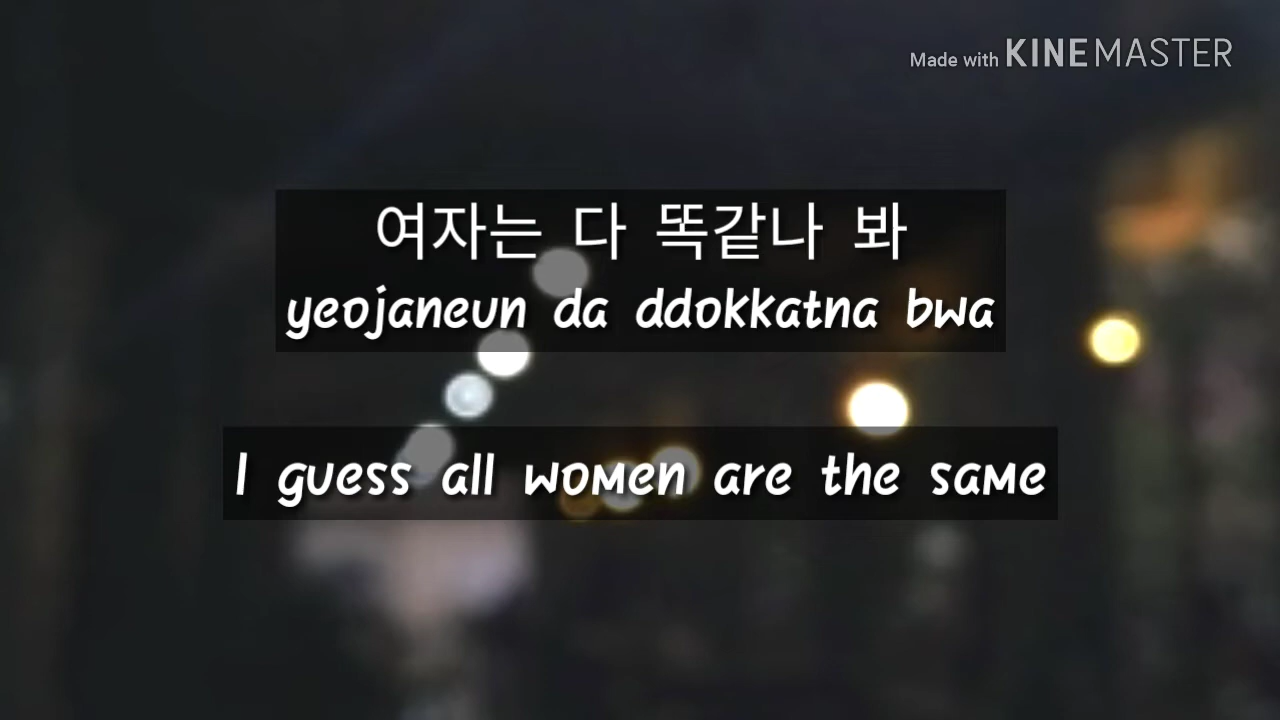 Made with KINEMASTER
여자는 다 똑같나 봐
yeojaneun da ddokkatna bwa
I guess all women are the same